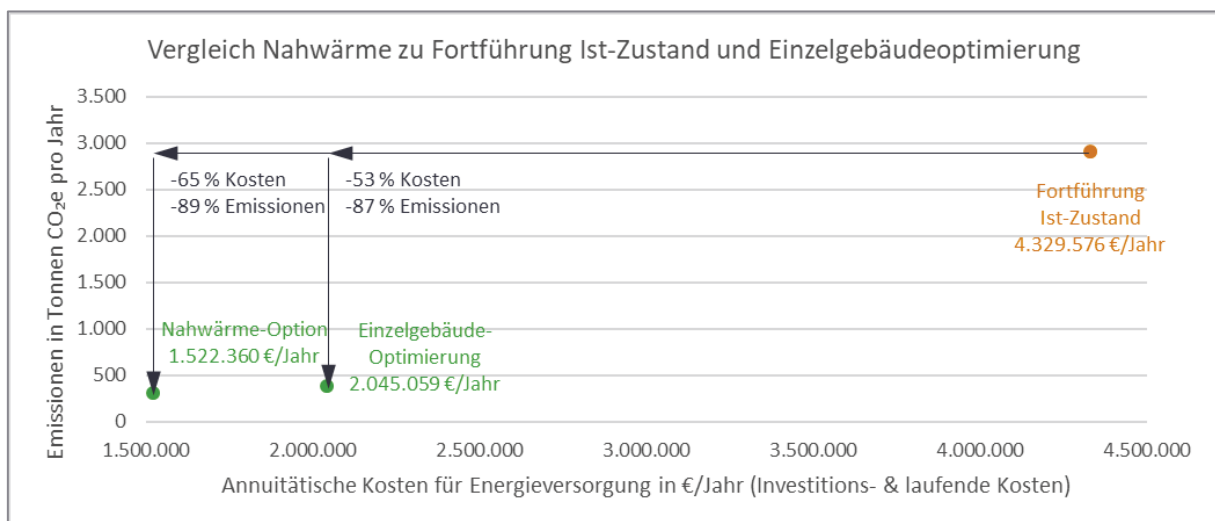 Vergleich Nahwärme zu Fortführung Ist-Zustand und Einzelgebäudeoptimierung
Emissionen in Tonnen CO₂e pro Jahr
3.500
3.000
2.500
2.000
1.500
1.000
500
0
-65 % Kosten
-89 % Emissionen
-53 % Kosten
-87 % Emissionen
Fortführung
Ist-Zustand
4.329.576 €/Jahr
Nahwärme-Option
1.522.360 €/Jahr
Einzelgebäude-
Optimierung
2.045.059 €/Jahr
1.500.000
2.000.000
2.500.000
3.000.000
3.500.000
4.000.000
4.500.000
Annuitätische Kosten für Energieversorgung in €/Jahr (Investitions- & laufende Kosten)